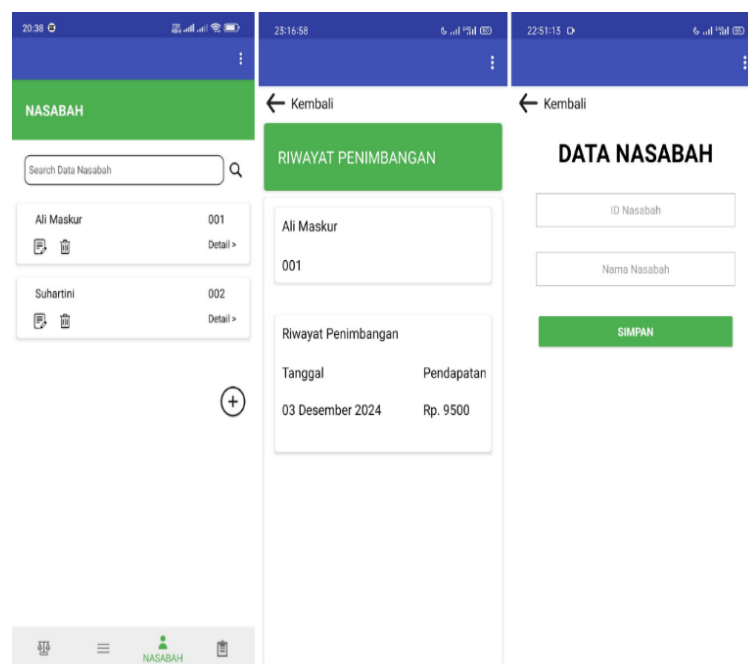 20:38
NASABAH
Search Data Nasabah
Ali Maskur 001
Detail >
Suhartini 002
Detail >
NASABAH
23:16:58
Kembali
RIWAYAT PENIMBANGAN
Ali Maskur
001
Riwayat Penimbangan
Tanggal Pendapatan
03 Desember 2024 Rp. 9500
22:51:13
Kembali
DATA NASABAH
ID Nasabah
Nama Nasabah
SIMPAN